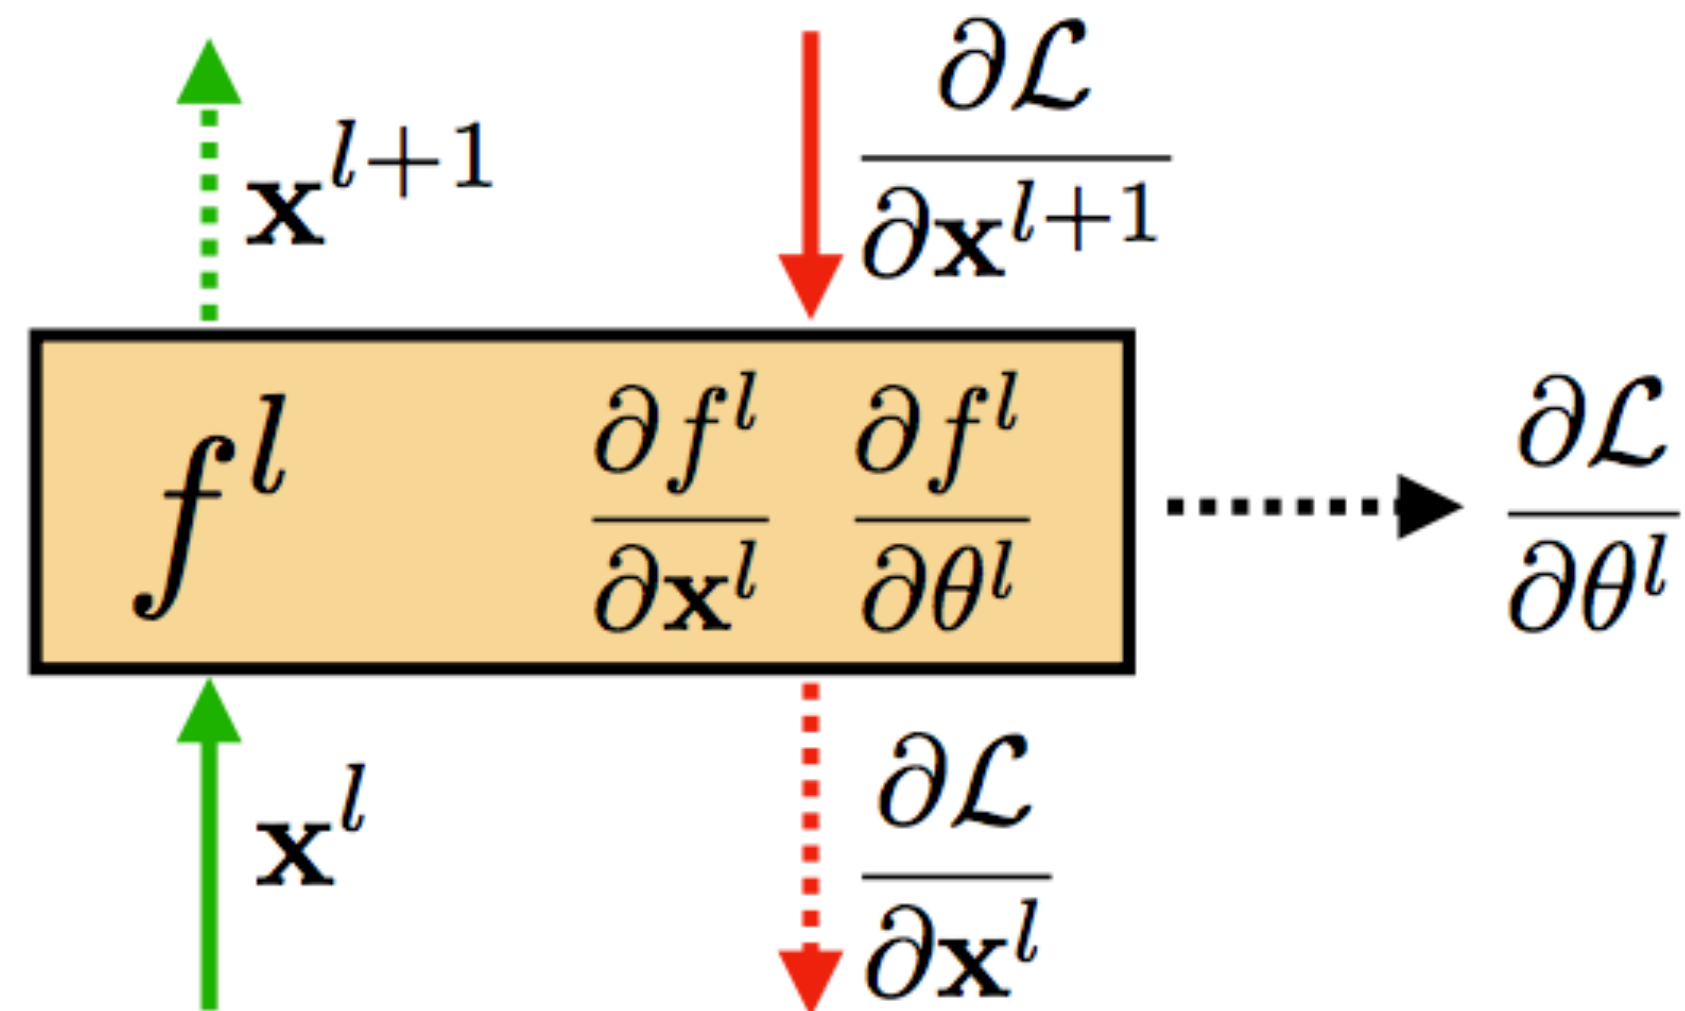 ∂ℒ/∂𝐱^{l+1}
𝐱^{l+1}
f^l ∂f^l/∂𝐱^l ∂f^l/∂θ^l
∂ℒ/∂θ^l
𝐱^l
∂ℒ/∂𝐱^l